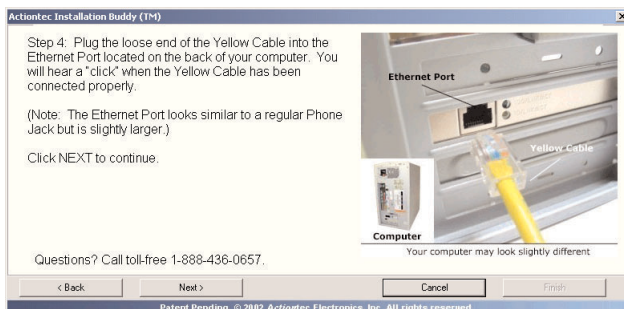 Actiontec Installation Buddy (TM)
Step 4: Plug the loose end of the Yellow Cable into the
Ethernet Port located on the back of your computer. You
will hear a "click" when the Yellow Cable has been
connected properly.
(Note: The Ethernet Port looks similar to a regular Phone
Jack but is slightly larger.)
Click NEXT to continue.
Questions? Call toll-free 1-888-436-0657.
Ethernet Port
Yellow Cable
Computer
Your computer may look slightly different
< Back
Next >
Cancel
Finish
Patent Pending. © 2002 Actiontec Electronics, Inc. All rights reserved.